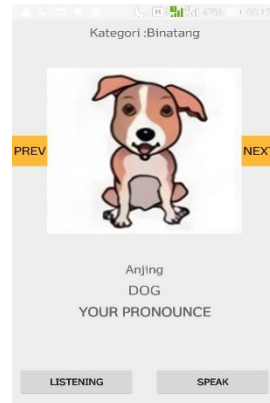 Kategori :Binatang
PREV
NEXT
Anjing
DOG
YOUR PRONOUNCE
LISTENING
SPEAK